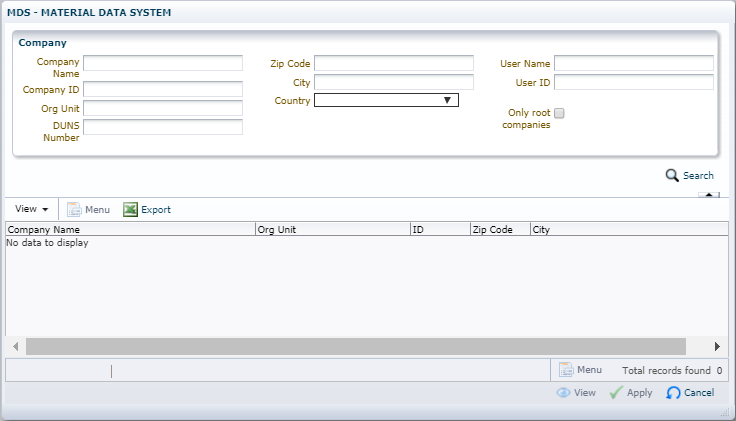 MDS - MATERIAL DATA SYSTEM
Company
Company Name
Zip Code
User Name
Company ID
City
User ID
Org Unit
Country
DUNS Number
Only root companies
Search
View
Menu
Export
Company Name Org Unit ID Zip Code City
No data to display
Menu
Total records found 0
View
Apply
Cancel